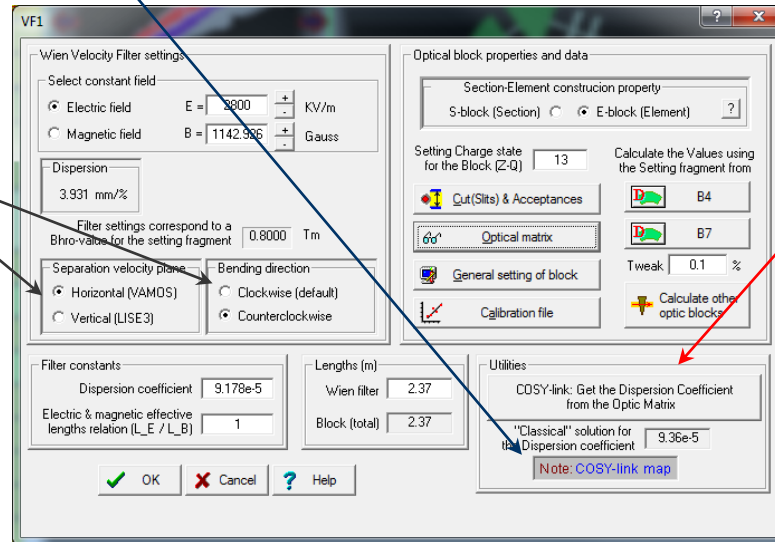 VF1
Wien Velocity Filter settings
Select constant field
Electric field E = 2800 + - KV/m
Magnetic field B = 1142.926 + - Gauss
Dispersion
3.931 mm/%
Filter settings correspond to a
Bhro-value for the setting fragment 0.8000 Tm
Separation velocity plane
Horizontal (VAMOS)
Vertical (LISE3)
Bending direction
Clockwise (default)
Counterclockwise
Optical block properties and data
Section-Element construcion property
S-block (Section) E-block (Element) ?
Setting Charge state
for the Block (Z-Q) 13
Cut(Slits) & Acceptances
Optical matrix
General setting of block
Calibration file
Calculate the Values using
the Setting fragment from
D B4
D B7
Tweak 0.1 %
Calculate other
optic blocks
Filter constants
Dispersion coefficient 9.178e-5
Electric & magnetic effective
lengths relation (L_E / L_B) 1
Lengths (m)
Wien filter 2.37
Block (total) 2.37
Utilities
COSY-link: Get the Dispersion Coefficient
from the Optic Matrix
"Classical" solution for
the Dispersion coefficient 9.36e-5
Note: COSY-link map
OK Cancel ? Help